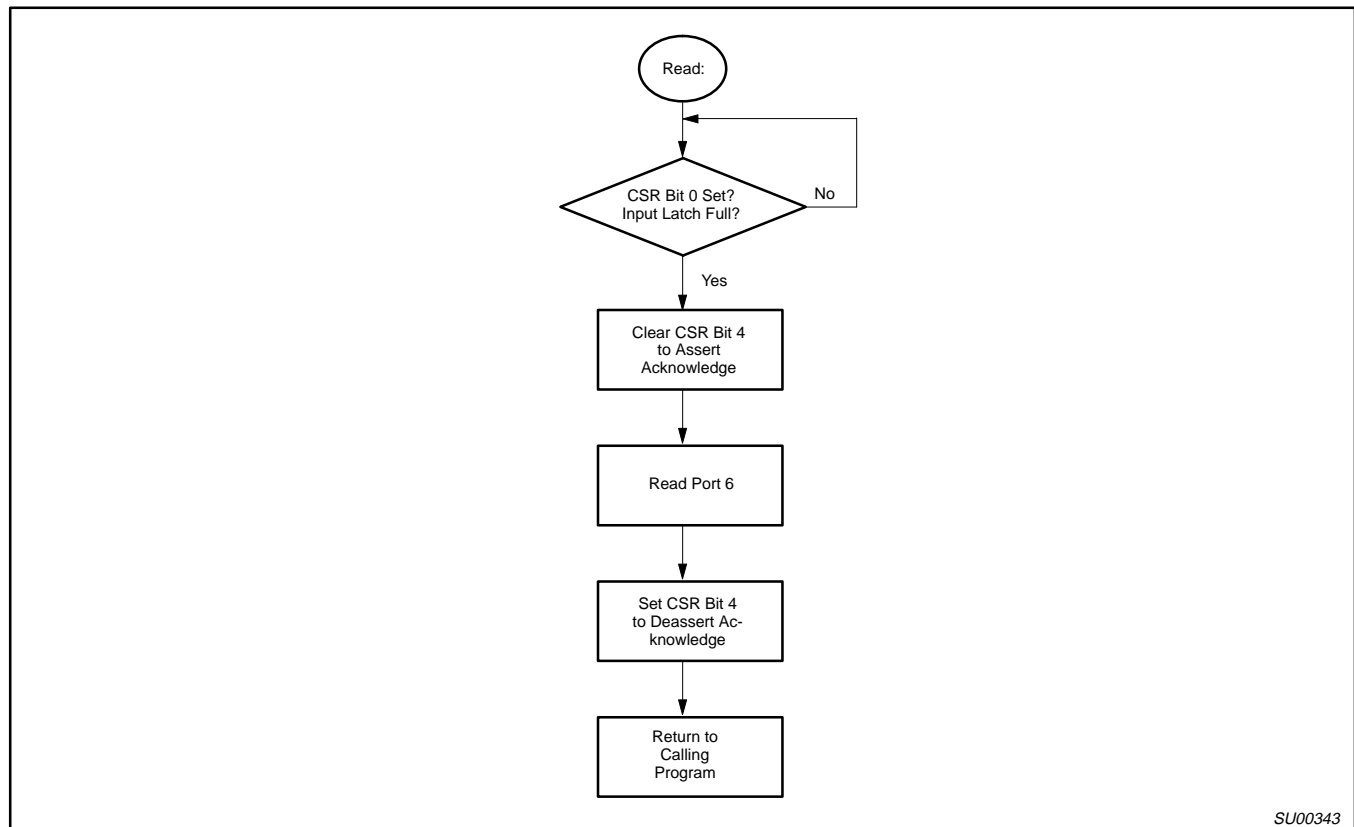 Read:
CSR Bit 0 Set?
Input Latch Full?
No
Yes
Clear CSR Bit 4
to Assert
Acknowledge
Read Port 6
Set CSR Bit 4
to Deassert Ac-
knowledge
Return to
Calling
Program
SU00343